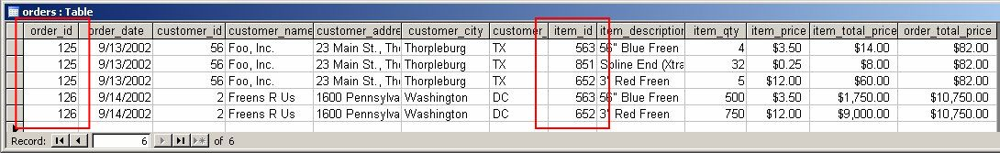 orders : Table
order_id order_date customer_id customer_name customer_addre customer_city customer_ item_id item_description item_qty item_price item_total_price order_total_price
125 9/13/2002 56 Foo, Inc. 23 Main St., Tho Thorpleburg TX 563 56" Blue Freen 4 $3.50 $14.00 $82.00
125 9/13/2002 56 Foo, Inc. 23 Main St., Tho Thorpleburg TX 851 Spline End (Xtra 32 $0.25 $8.00 $82.00
125 9/13/2002 56 Foo, Inc. 23 Main St., Tho Thorpleburg TX 652 3" Red Freen 5 $12.00 $60.00 $82.00
126 9/14/2002 2 Freens R Us 1600 Pennsylva Washington DC 563 56" Blue Freen 500 $3.50 $1,750.00 $10,750.00
126 9/14/2002 2 Freens R Us 1600 Pennsylva Washington DC 652 3" Red Freen 750 $12.00 $9,000.00 $10,750.00
Record: 6 of 6